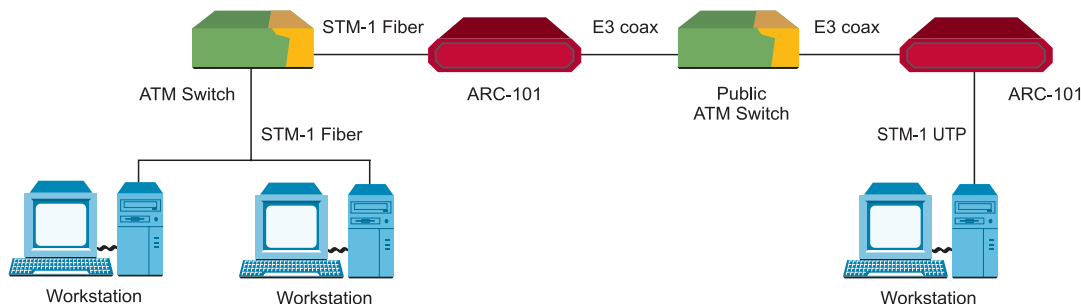 STM-1 Fiber
E3 coax
E3 coax
ATM Switch
ARC-101
Public
ATM Switch
ARC-101
STM-1 Fiber
STM-1 UTP
Workstation
Workstation
Workstation